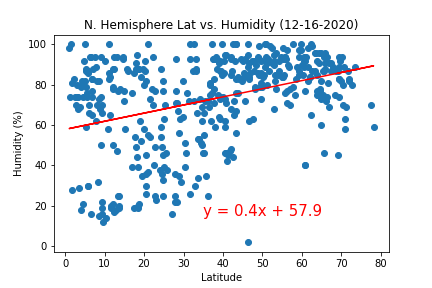 N. Hemisphere Lat vs. Humidity (12-16-2020)
100
80
60
40
20
0
Humidity (%)
y = 0.4x + 57.9
0 10 20 30 40 50 60 70 80
Latitude